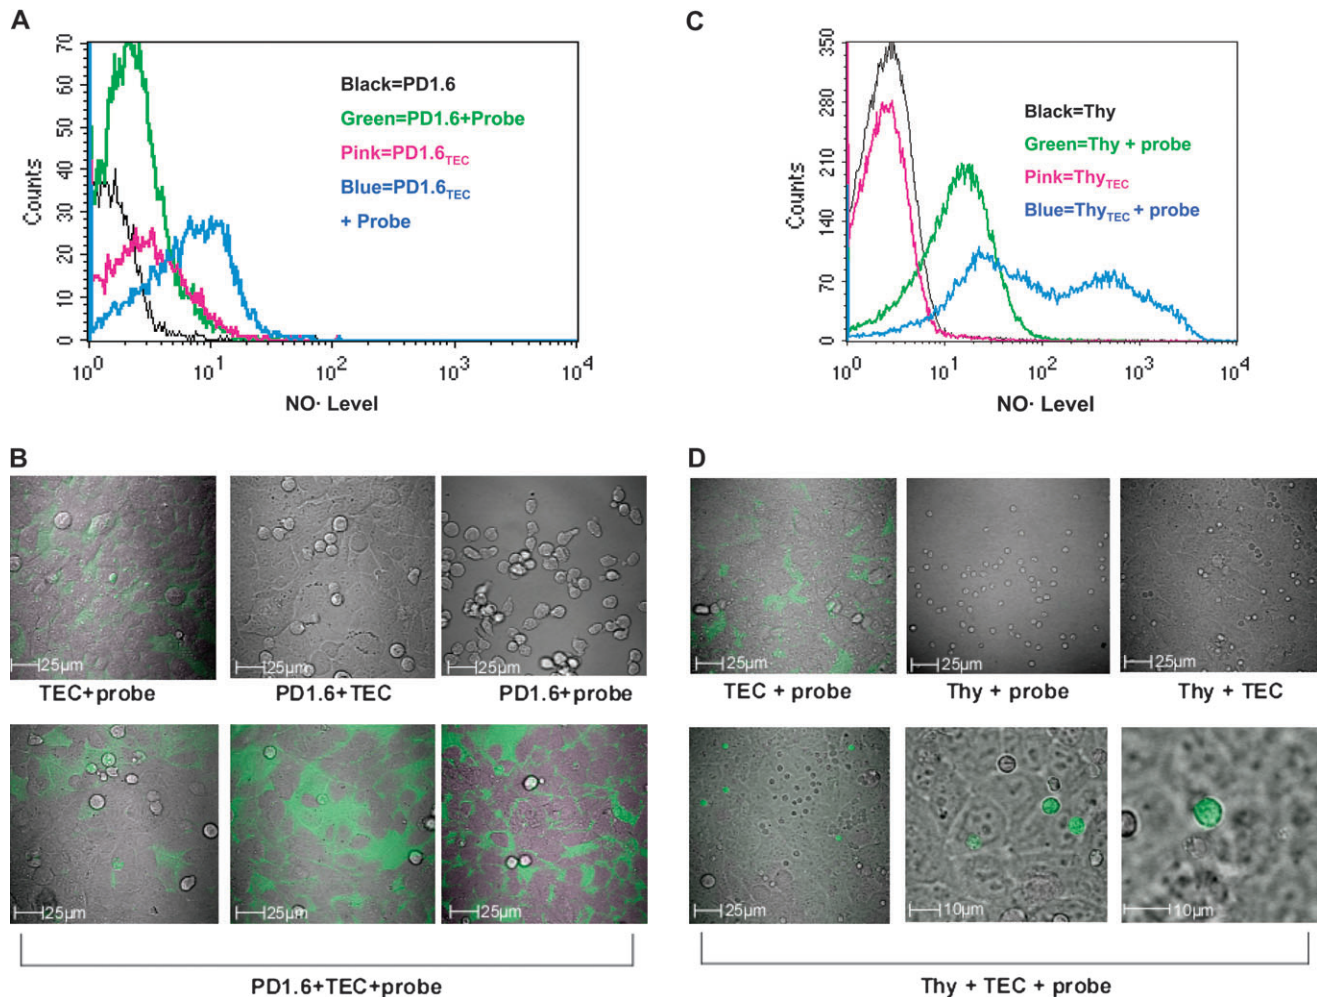 A
70
60
50
40
30
20
10
0
Counts
Black=PD1.6
Green=PD1.6+Probe
Pink=PD1.6TEC
Blue=PD1.6TEC
+ Probe
10^0
10^1
10^2
10^3
10^4
NO· Level
C
350
280
210
140
70
0
Counts
Black=Thy
Green=Thy + probe
Pink=ThyTEC
Blue=ThyTEC + probe
10^0
10^1
10^2
10^3
10^4
NO· Level
B
25µm
25µm
25µm
TEC+probe
PD1.6+TEC
PD1.6+probe
25µm
25µm
25µm
PD1.6+TEC+probe
D
25µm
25µm
25µm
TEC + probe
Thy + probe
Thy + TEC
25µm
10µm
10µm
Thy + TEC + probe